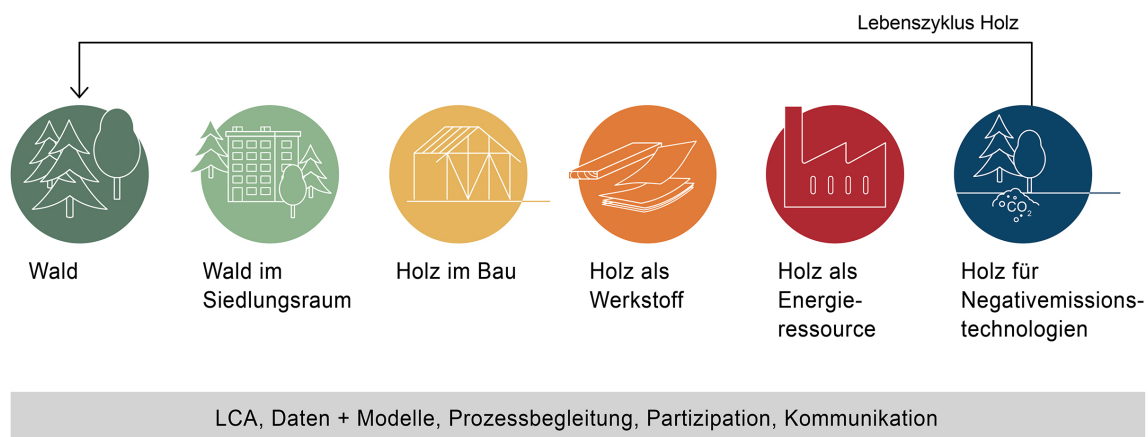 Lebenszyklus Holz
CO2
Wald
Wald im
Siedlungsraum
Holz im Bau
Holz als
Werkstoff
Holz als
Energie-
ressource
Holz für
Negativemissions-
technologien
LCA, Daten + Modelle, Prozessbegleitung, Partizipation, Kommunikation